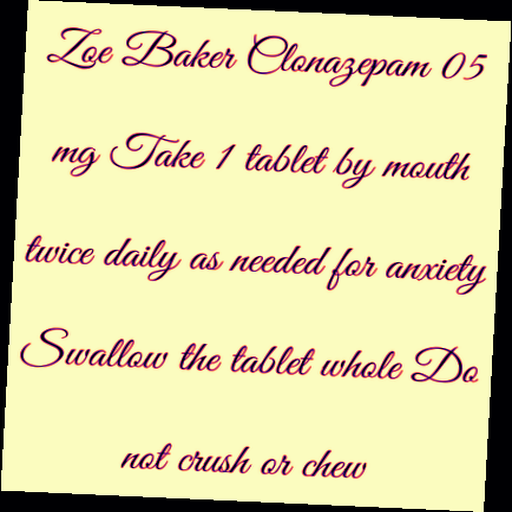 Zoe Baker Clonazepam 05
mg Take 1 tablet by mouth
twice daily as needed for anxiety
Swallow the tablet whole Do
not crush or chew